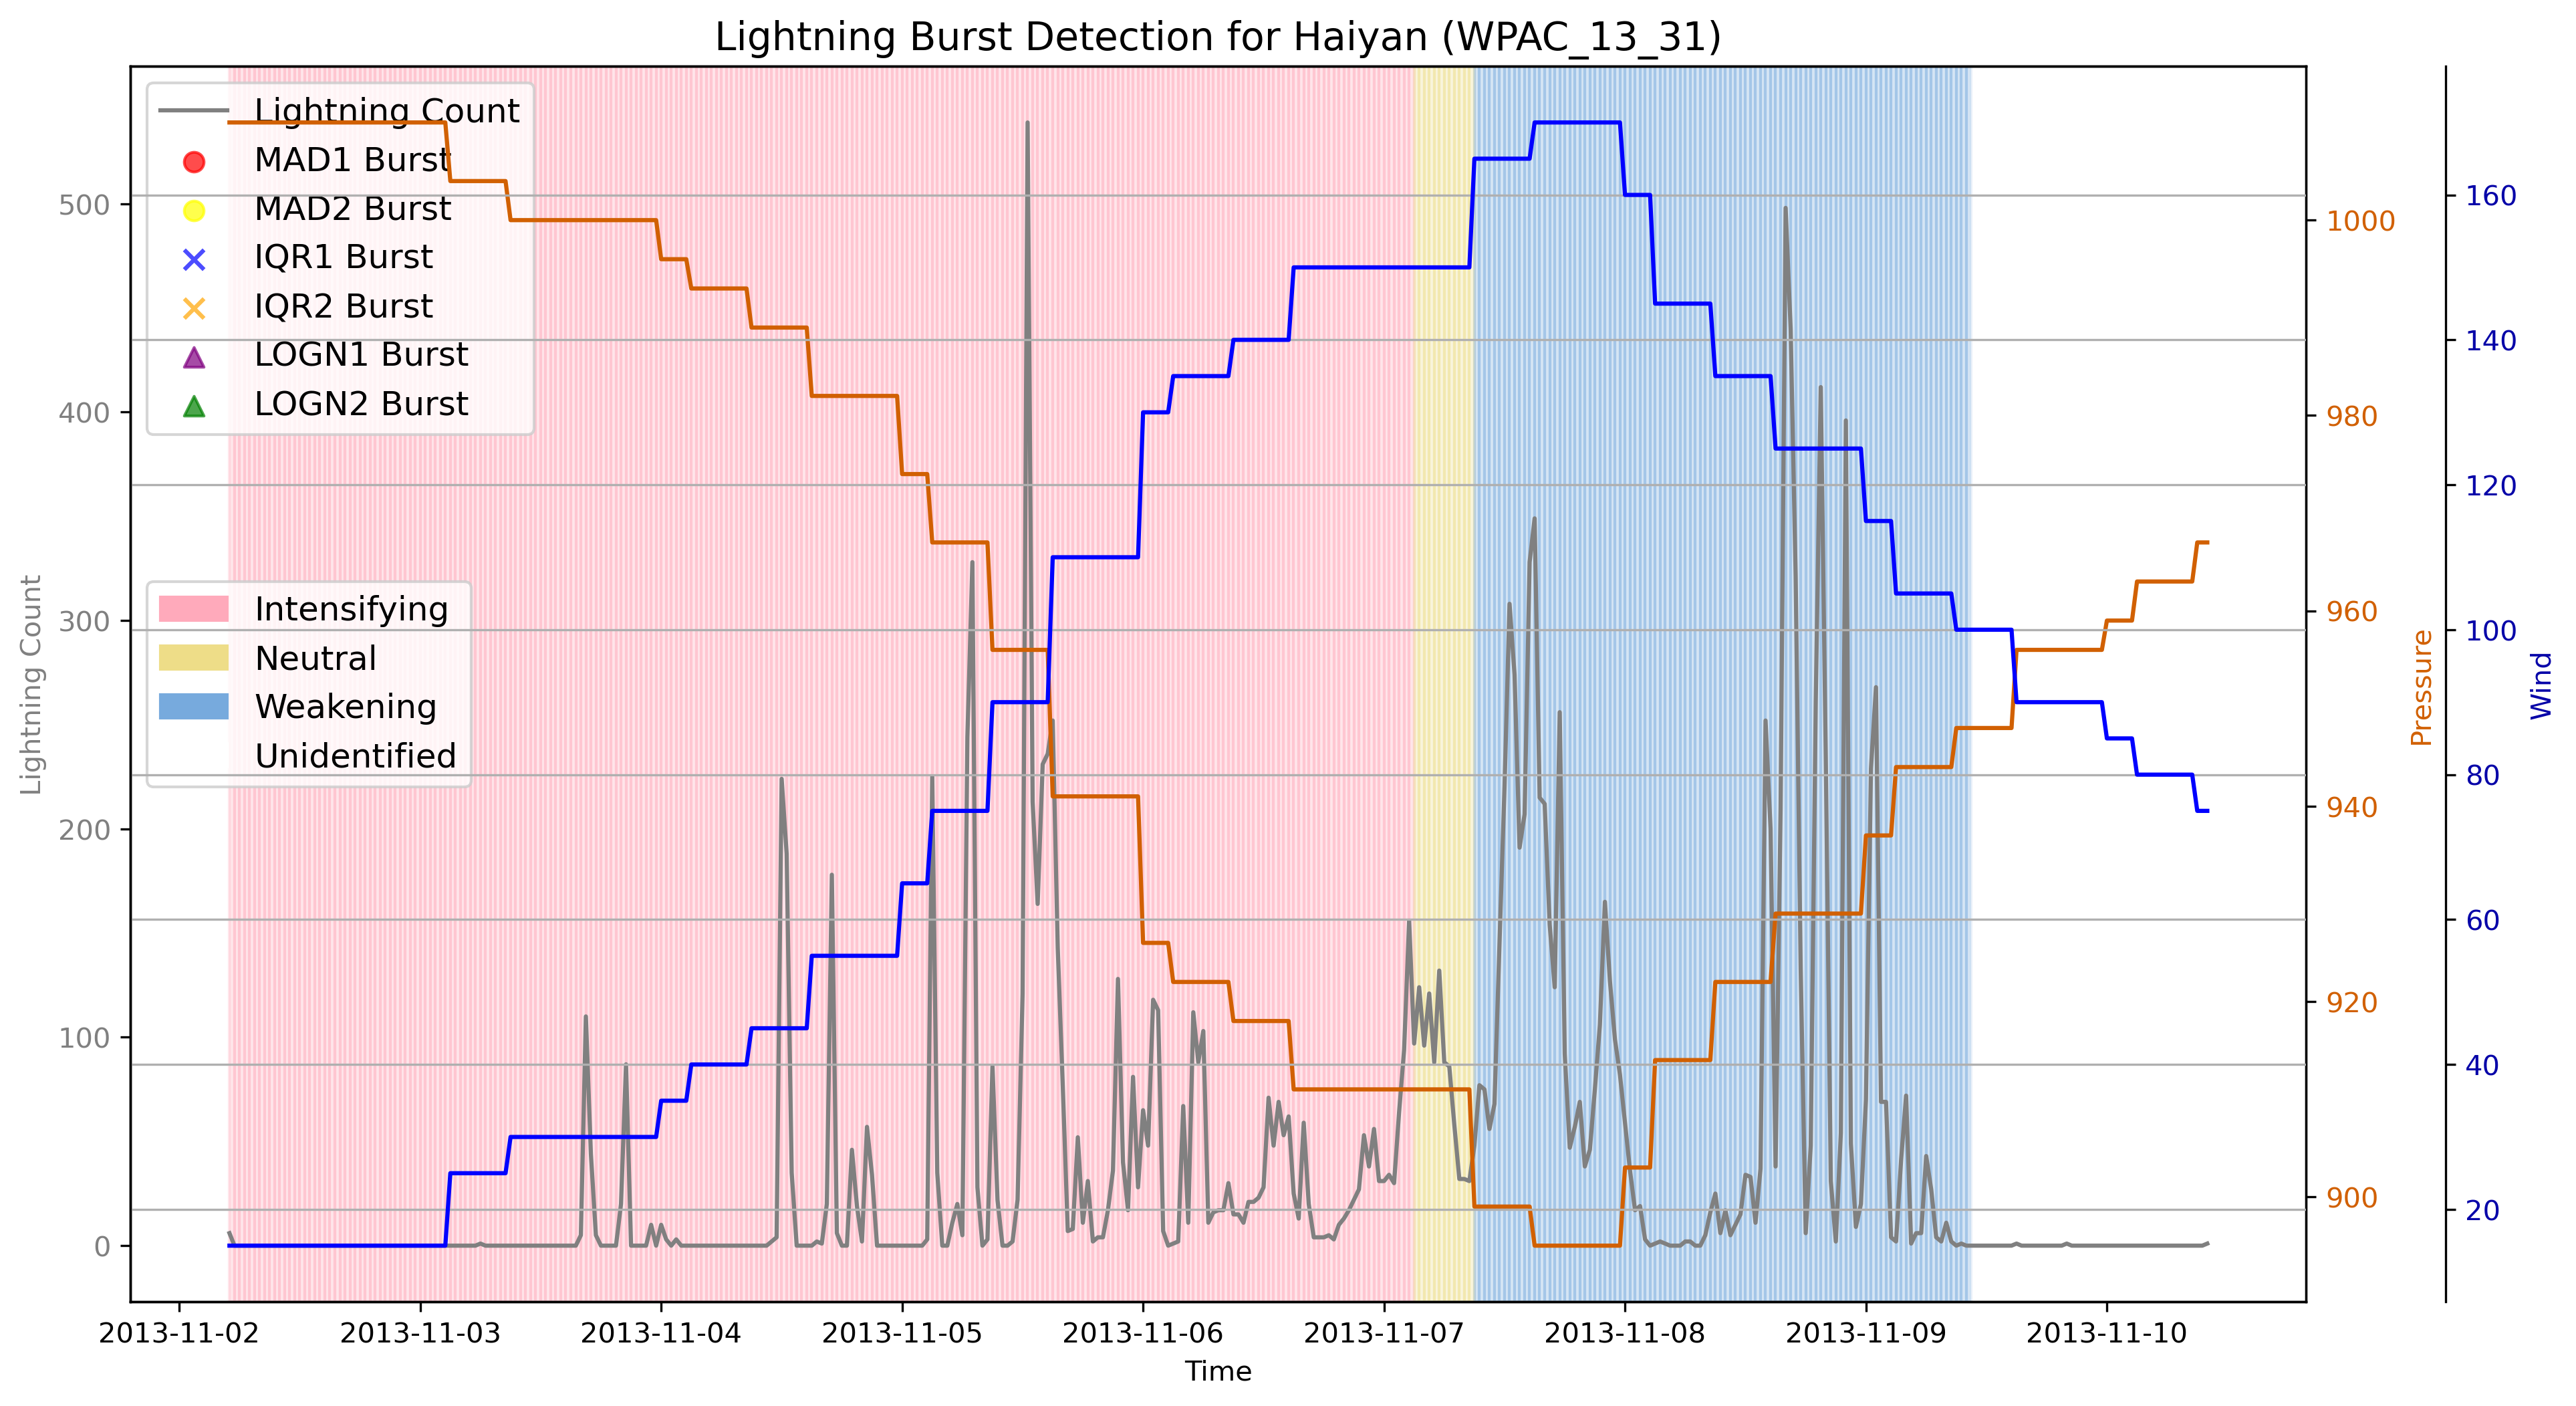 Lightning Burst Detection for Haiyan (WPAC_13_31)
Lightning Count
MAD1 Burst
MAD2 Burst
IQR1 Burst
IQR2 Burst
LOGN1 Burst
LOGN2 Burst
Intensifying
Neutral
Weakening
Unidentified
Lightning Count
500
400
300
200
100
0
1000
980
960
940
920
900
Pressure
160
140
120
100
80
60
40
20
Wind
2013-11-02 2013-11-03 2013-11-04 2013-11-05 2013-11-06 2013-11-07 2013-11-08 2013-11-09 2013-11-10
Time